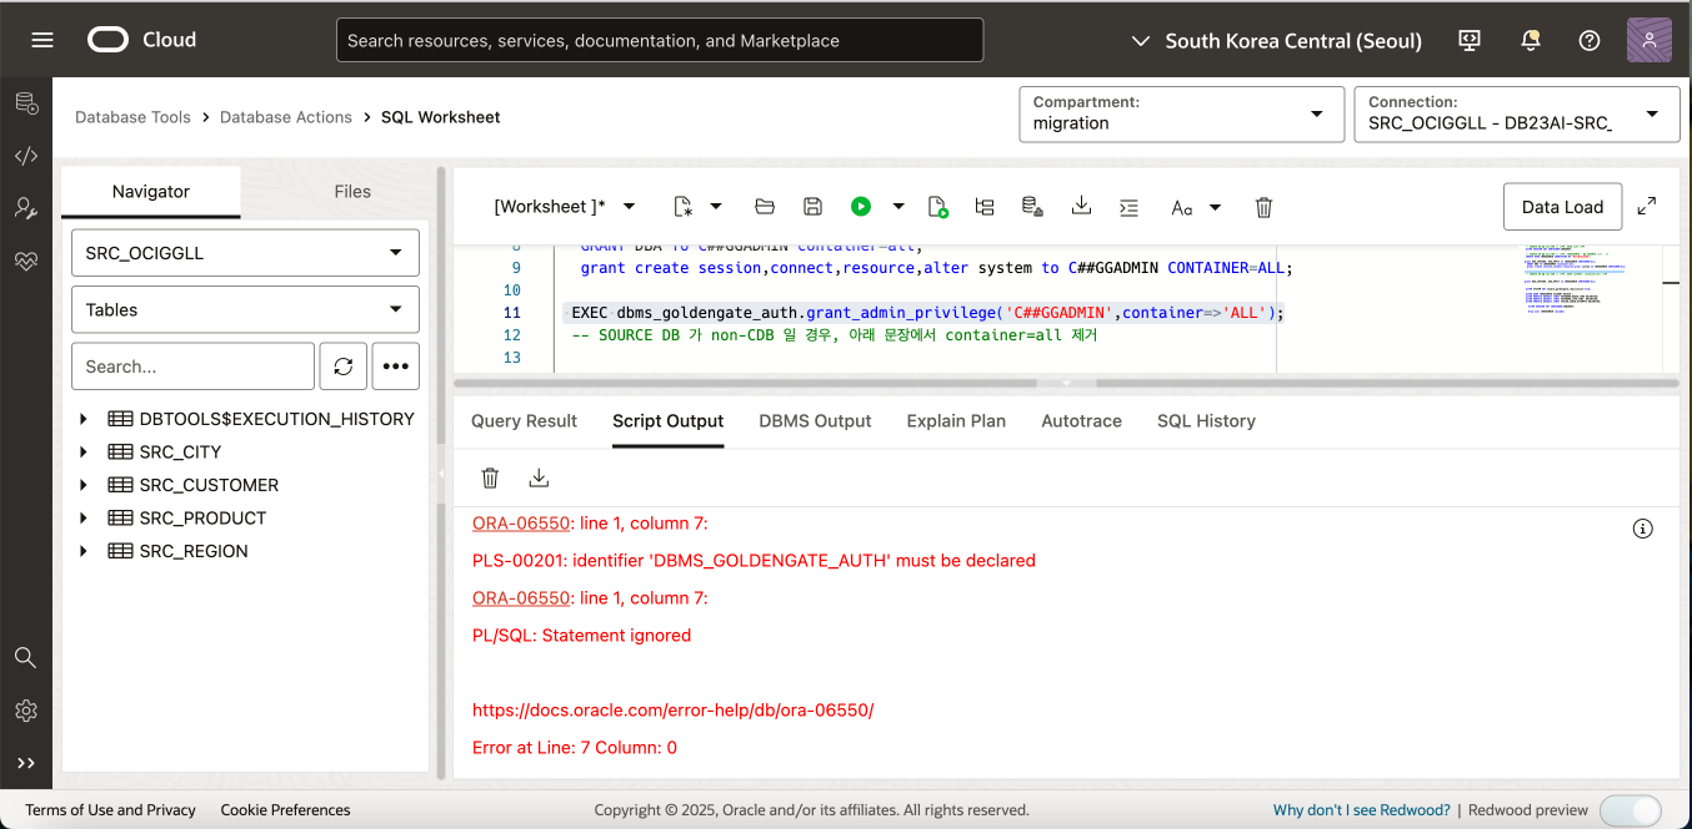 Cloud
Search resources, services, documentation, and Marketplace
South Korea Central (Seoul)
Database Tools > Database Actions > SQL Worksheet
Compartment:
migration
Connection:
SRC_OCIGGLL - DB23AI-SRC_
Navigator
Files
[Worksheet ]*
Aa
Data Load
SRC_OCIGGLL
Tables
Search...
DBTOOLS$EXECUTION_HISTORY
SRC_CITY
SRC_CUSTOMER
SRC_PRODUCT
SRC_REGION
8 GRANT DBA TO C##GGADMIN container=all;
9 grant create session,connect,resource,alter system to C##GGADMIN CONTAINER=ALL;
10
11 EXEC dbms_goldengate_auth.grant_admin_privilege('C##GGADMIN',container=>'ALL');
12 -- SOURCE DB 가 non-CDB 일 경우, 아래 문장에서 container=all 제거
13
Query Result
Script Output
DBMS Output
Explain Plan
Autotrace
SQL History
ORA-06550: line 1, column 7:
PLS-00201: identifier 'DBMS_GOLDENGATE_AUTH' must be declared
ORA-06550: line 1, column 7:
PL/SQL: Statement ignored
https://docs.oracle.com/error-help/db/ora-06550/
Error at Line: 7 Column: 0
Terms of Use and Privacy
Cookie Preferences
Copyright © 2025, Oracle and/or its affiliates. All rights reserved.
Why don't I see Redwood? | Redwood preview